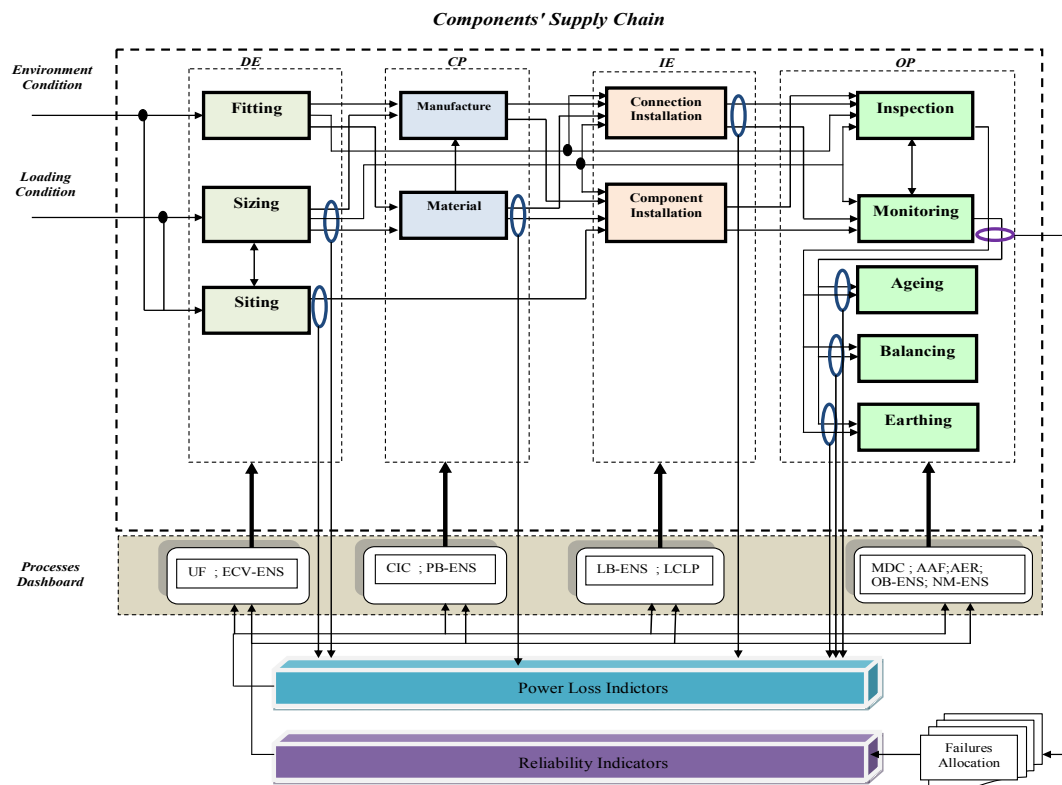 Components' Supply Chain
Environment
Condition
Loading
Condition
DE
CP
IE
OP
Fitting
Manufacture
Connection
Installation
Inspection
Sizing
Material
Component
Installation
Monitoring
Siting
Ageing
Balancing
Earthing
Processes
Dashboard
UF ; ECV-ENS
CIC ; PB-ENS
LB-ENS ; LCLP
MDC ; AAF;AER;
OB-ENS; NM-ENS
Power Loss Indictors
Reliability Indicators
Failures
Allocation